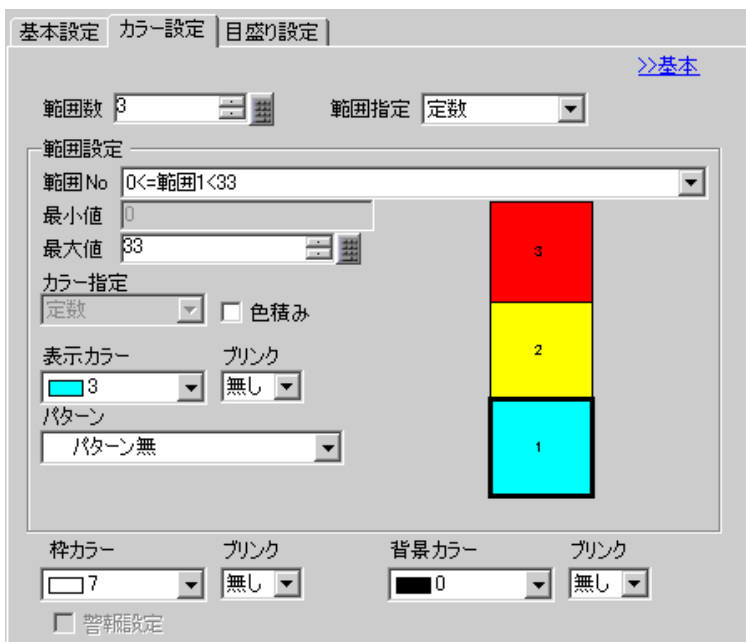 基本設定 カラー設定 目盛り設定
>>基本
範囲数 3 範囲指定 定数
範囲設定
範囲No 0<=範囲1<33
最小値 0
最大値 33
カラー指定
定数 色積み
表示カラー ブリンク
3 無し
パターン
パターン無
3
2
1
枠カラー ブリンク 背景カラー ブリンク
7 無し 0 無し
警報設定